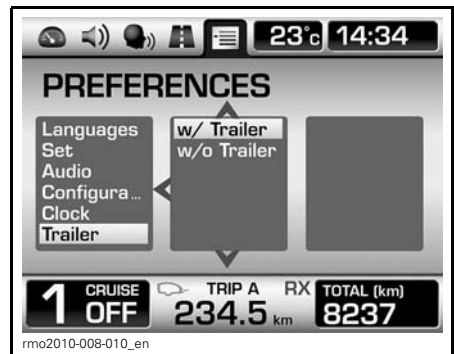 23°c 14:34
PREFERENCES
Languages
Set
Audio
Configura...
Clock
Trailer
w/ Trailer
w/o Trailer
1 CRUISE OFF
TRIP A
234.5 km
RX
TOTAL (km)
8237
rmo2010-008-010_en